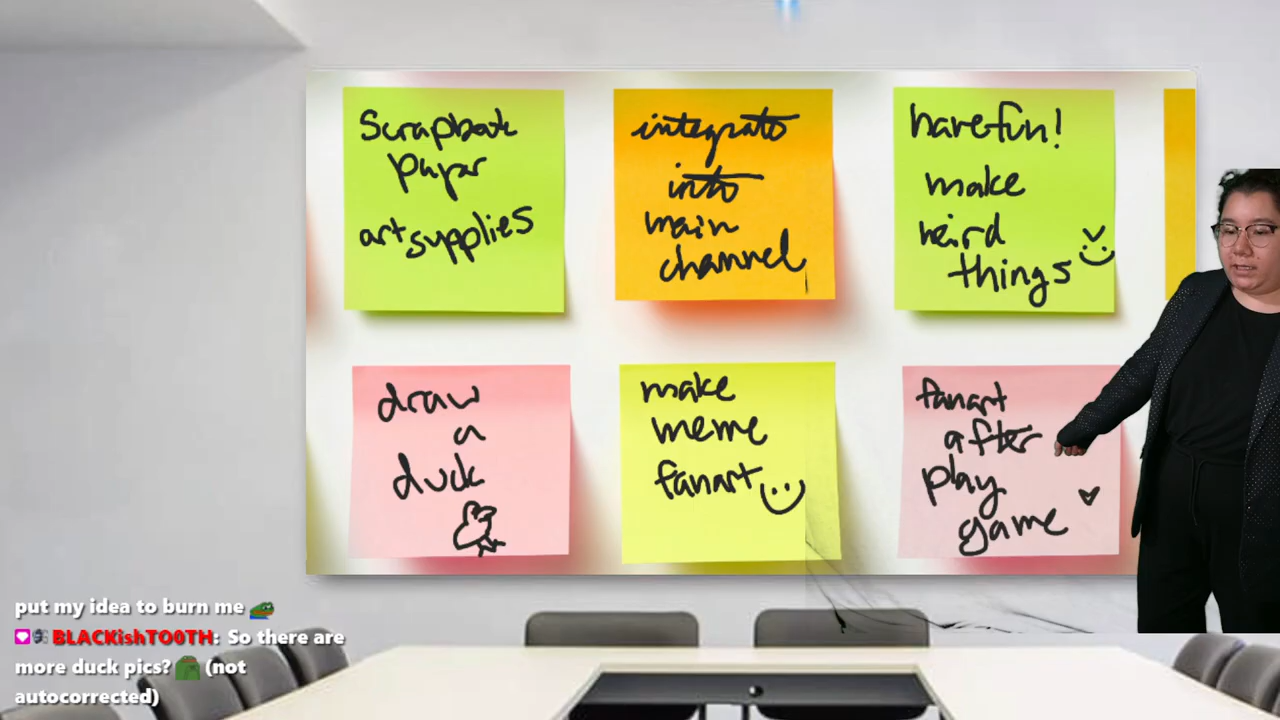 Scrapbook
paper
art supplies
integrate
into
main
channel
have fun!
make
weird
things
draw
a
duck
make
meme
fanart
fanart
after
play
game
put my idea to burn me
BLACKishTO0TH: So there are
more duck pics? (not
autocorrected)